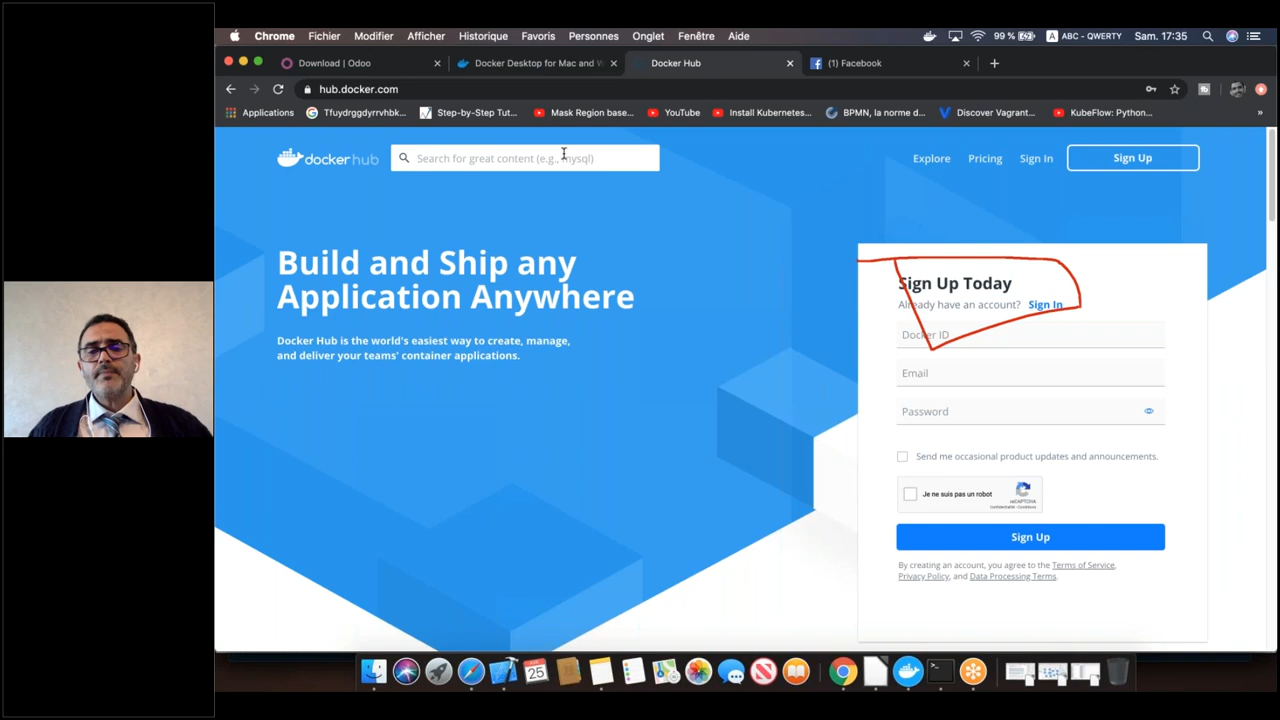 Chrome Fichier Modifier Afficher Historique Favoris Personnes Onglet Fenêtre Aide
99 % A ABC - QWERTY Sam. 17:35
Download | Odoo
Docker Desktop for Mac and W
Docker Hub
(1) Facebook
hub.docker.com
Applications
Tfuydrggdyrrvhbk...
Step-by-Step Tut...
Mask Region base...
YouTube
Install Kubernetes...
BPMN, la norme d...
Discover Vagrant...
KubeFlow: Python...
»
docker hub
Search for great content (e.g., mysql)
Explore Pricing Sign In Sign Up
Build and Ship any
Application Anywhere
Docker Hub is the world's easiest way to create, manage,
and deliver your teams' container applications.
Sign Up Today
Already have an account? Sign In
Docker ID
Email
Password
Send me occasional product updates and announcements.
Je ne suis pas un robot
reCAPTCHA
Confidentialité - Conditions
Sign Up
By creating an account, you agree to the Terms of Service,
Privacy Policy, and Data Processing Terms.
25